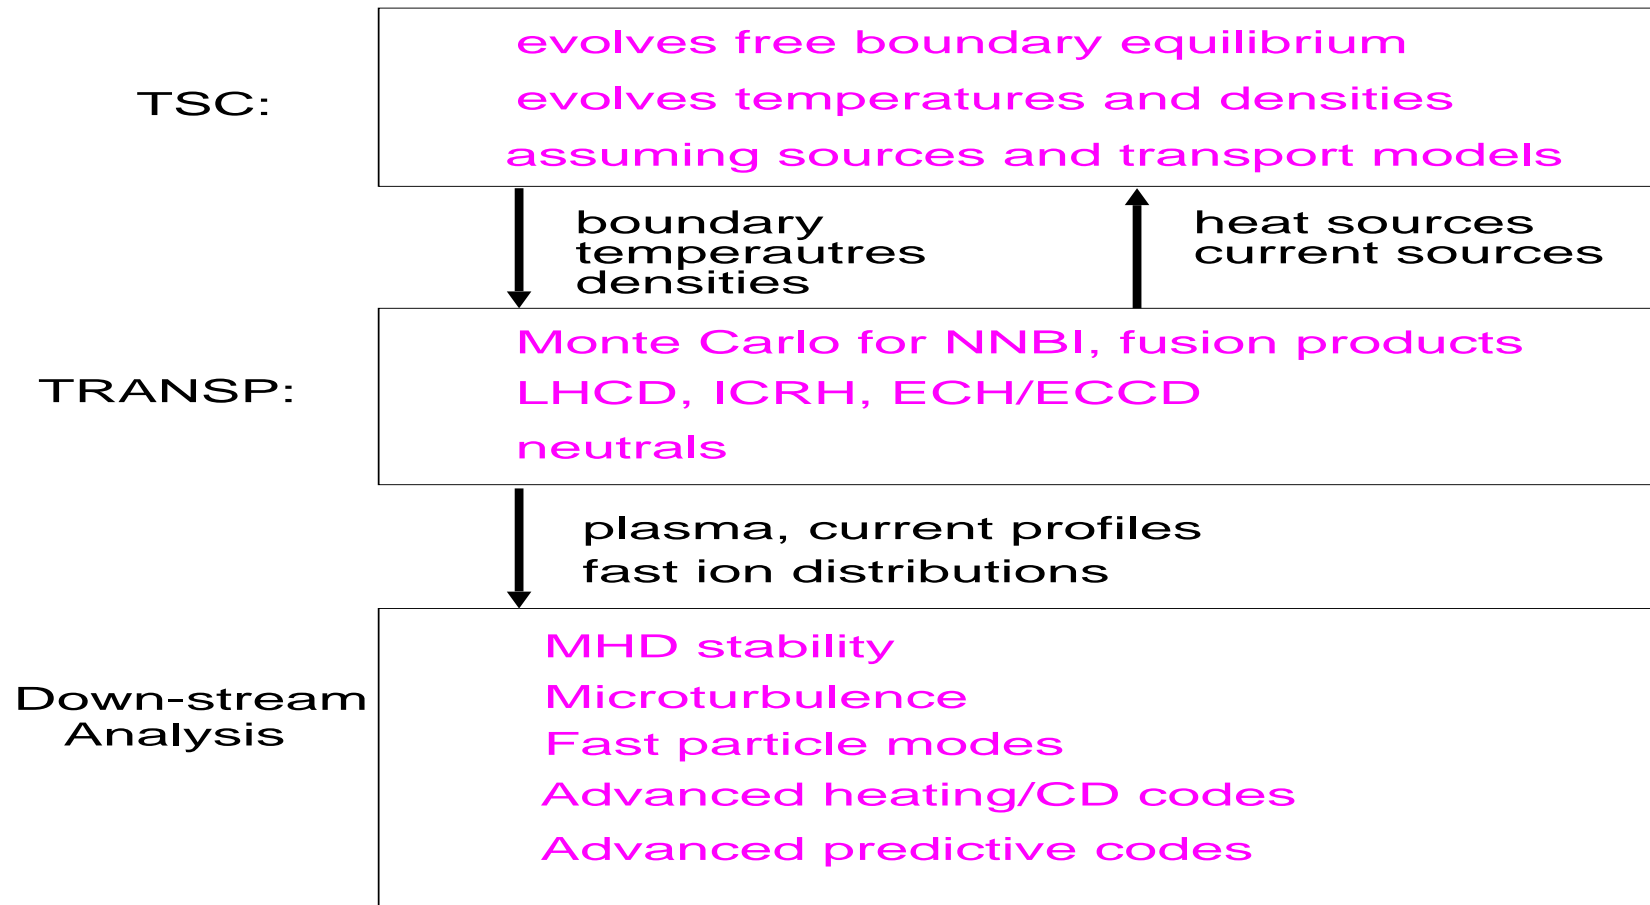 TSC:
evolves free boundary equilibrium
evolves temperatures and densities
assuming sources and transport models
boundary
temperautres
densities
heat sources
current sources
TRANSP:
Monte Carlo for NNBI, fusion products
LHCD, ICRH, ECH/ECCD
neutrals
plasma, current profiles
fast ion distributions
Down-stream
Analysis
MHD stability
Microturbulence
Fast particle modes
Advanced heating/CD codes
Advanced predictive codes